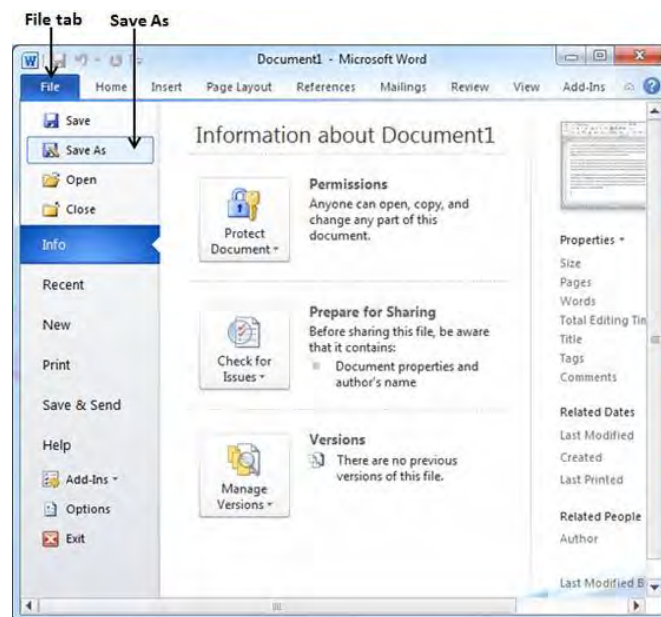 File tab Save As
Document1 - Microsoft Word
File Home Insert Page Layout References Mailings Review View Add-Ins
Save
Save As
Open
Close
Info
Recent
New
Print
Save & Send
Help
Add-Ins
Options
Exit
Information about Document1
Protect
Document
Permissions
Anyone can open, copy, and
change any part of this
document.
Check for
Issues
Prepare for Sharing
Before sharing this file, be aware
that it contains:
Document properties and
author's name
Manage
Versions
Versions
There are no previous
versions of this file.
Properties
Size
Pages
Words
Total Editing Tim
Title
Tags
Comments
Related Dates
Last Modified
Created
Last Printed
Related People
Author
Last Modified B